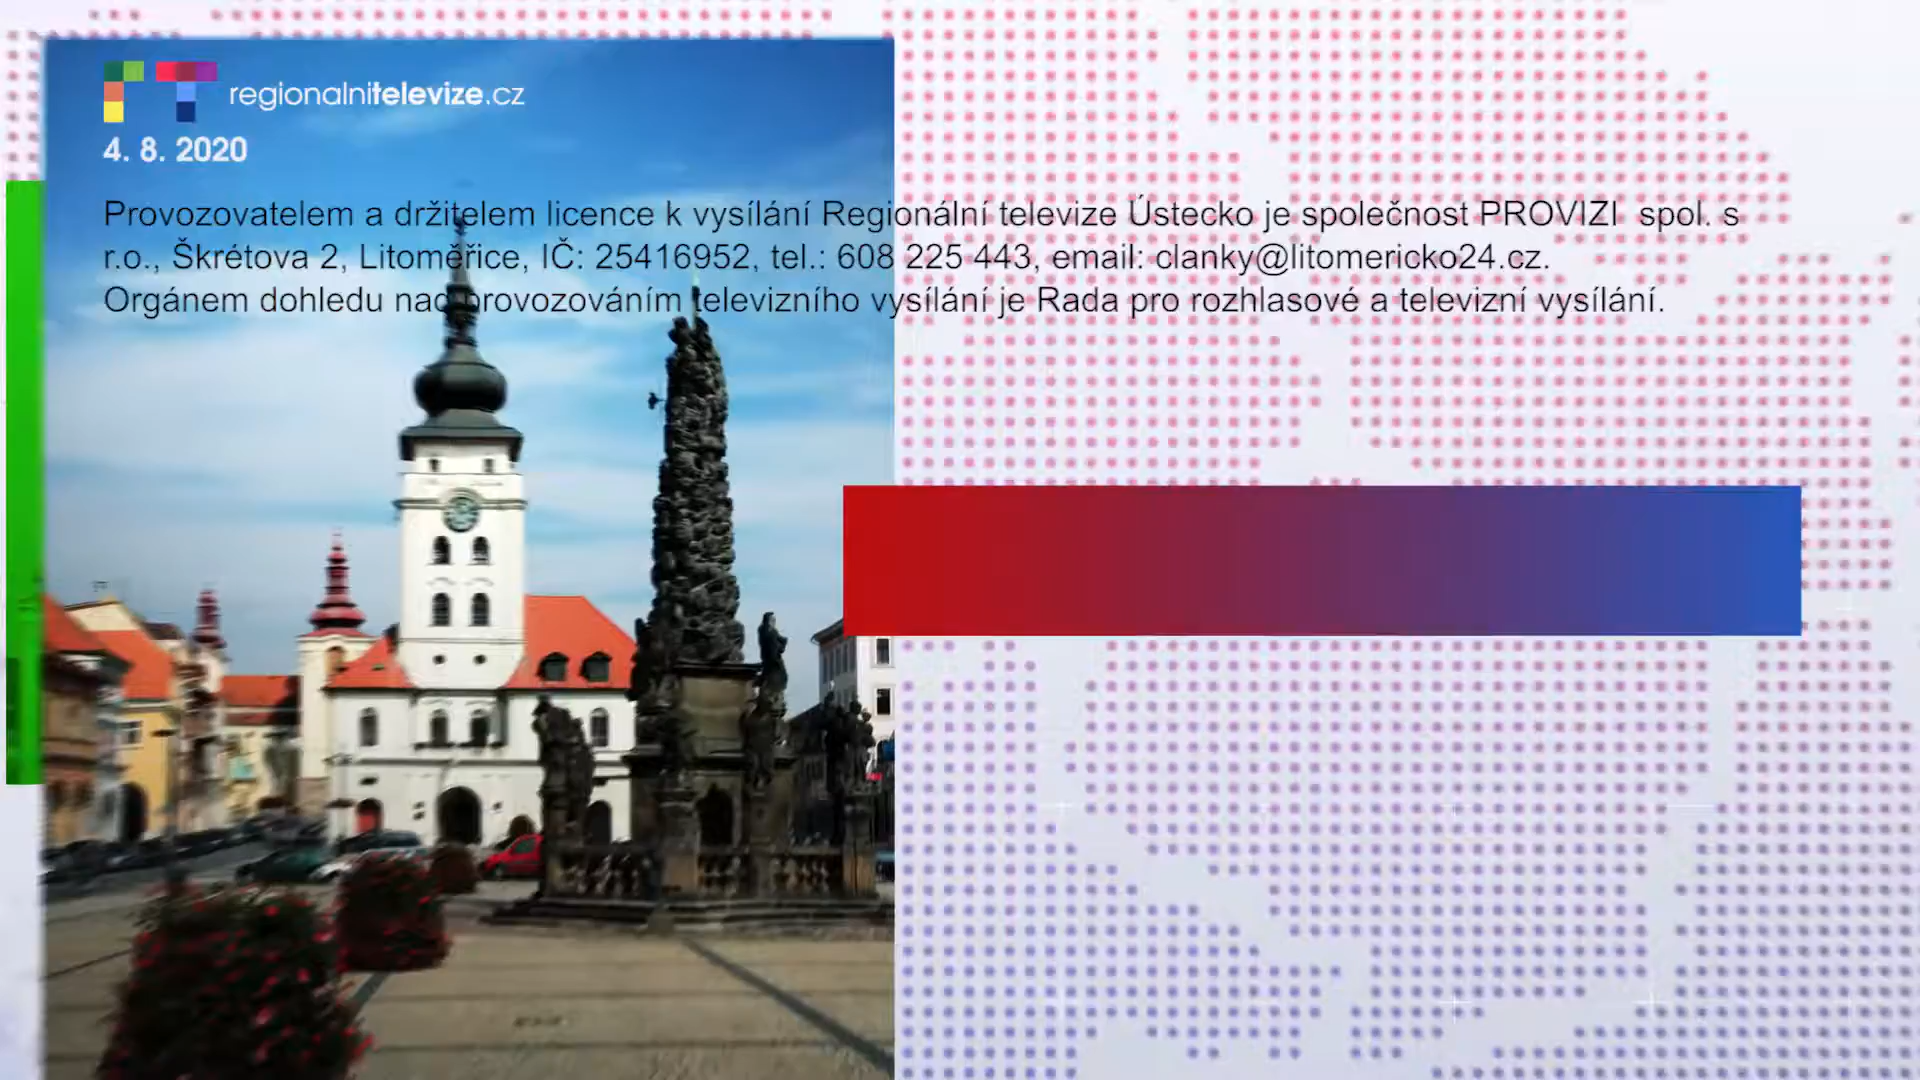 regionalnitelevize.cz
4. 8. 2020
Provozovatelem a držitelem licence k vysílání Regionální televize Ústecko je společnost PROVIZI spol. s
r.o., Škrétova 2, Litoměřice, IČ: 25416952, tel.: 608 225 443, email: clanky@litomericko24.cz.
Orgánem dohledu nad provozováním televizního vysílání je Rada pro rozhlasové a televizní vysílání.